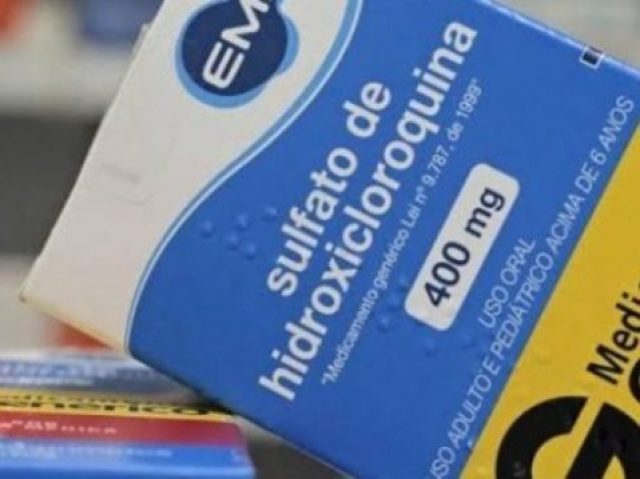 EMS
sulfato de
hidroxicloroquina
"Medicamento genérico Lei nº 9.787, de 1999"
400 mg
USO ORAL
USO ADULTO E PEDIÁTRICO ACIMA DE 6 ANOS
Medi
G